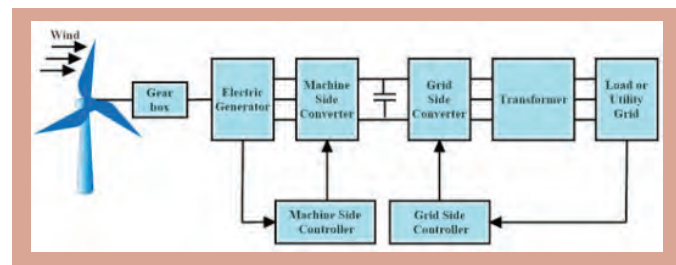 Wind
Gear
box
Electric
Generator
Machine
Side
Converter
Grid
Side
Converter
Transformer
Load or
Utility
Grid
Machine Side
Controller
Grid Side
Controller